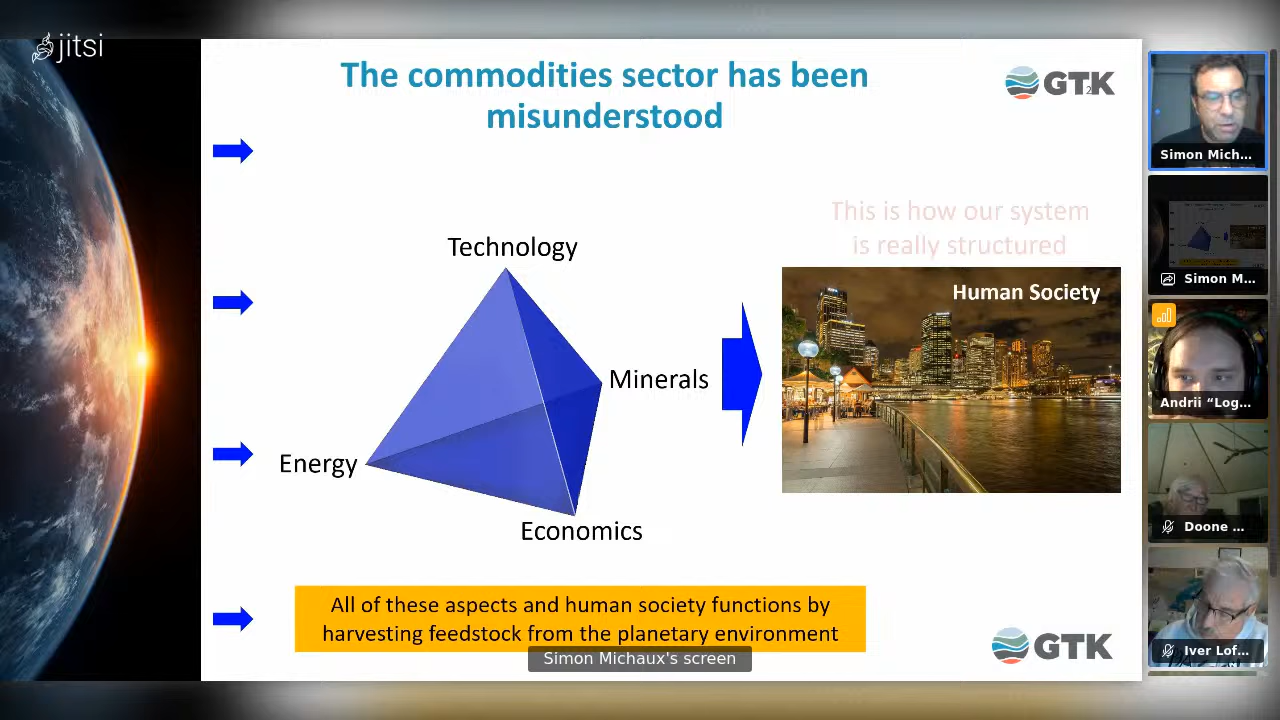 jitsi
The commodities sector has been
misunderstood
GTK
2
This is how our system
is really structured
Technology
Human Society
Minerals
Energy
Economics
All of these aspects and human society functions by
harvesting feedstock from the planetary environment
GTK
Simon Michaux's screen
Simon Mich...
Simon M...
Andrii “Log...
Doone ...
Iver Lof...